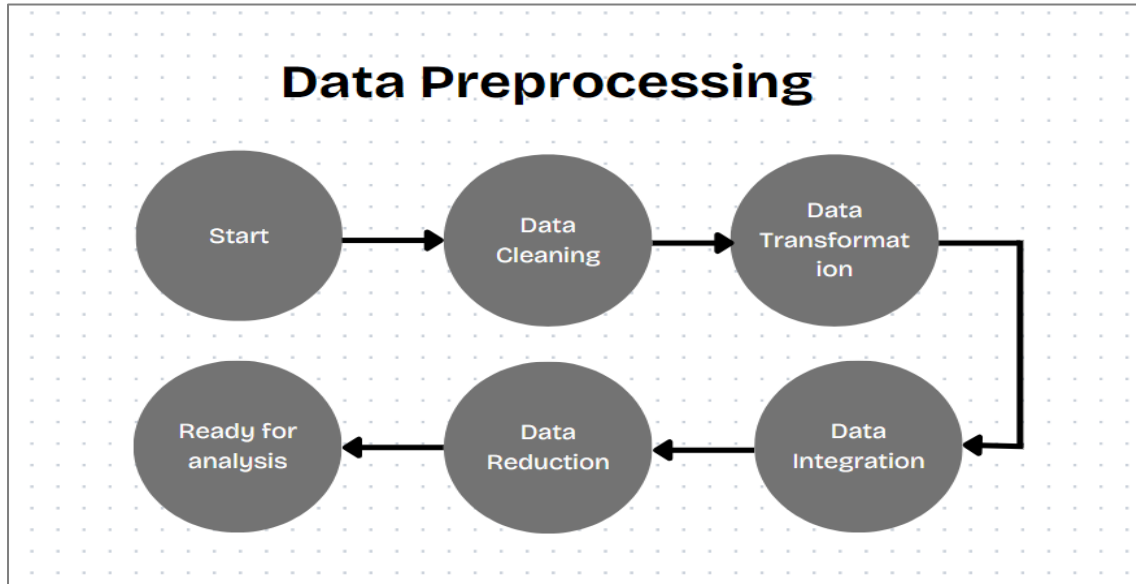 Data Preprocessing
Start
Data
Cleaning
Data
Transformat
ion
Ready for
analysis
Data
Reduction
Data
Integration